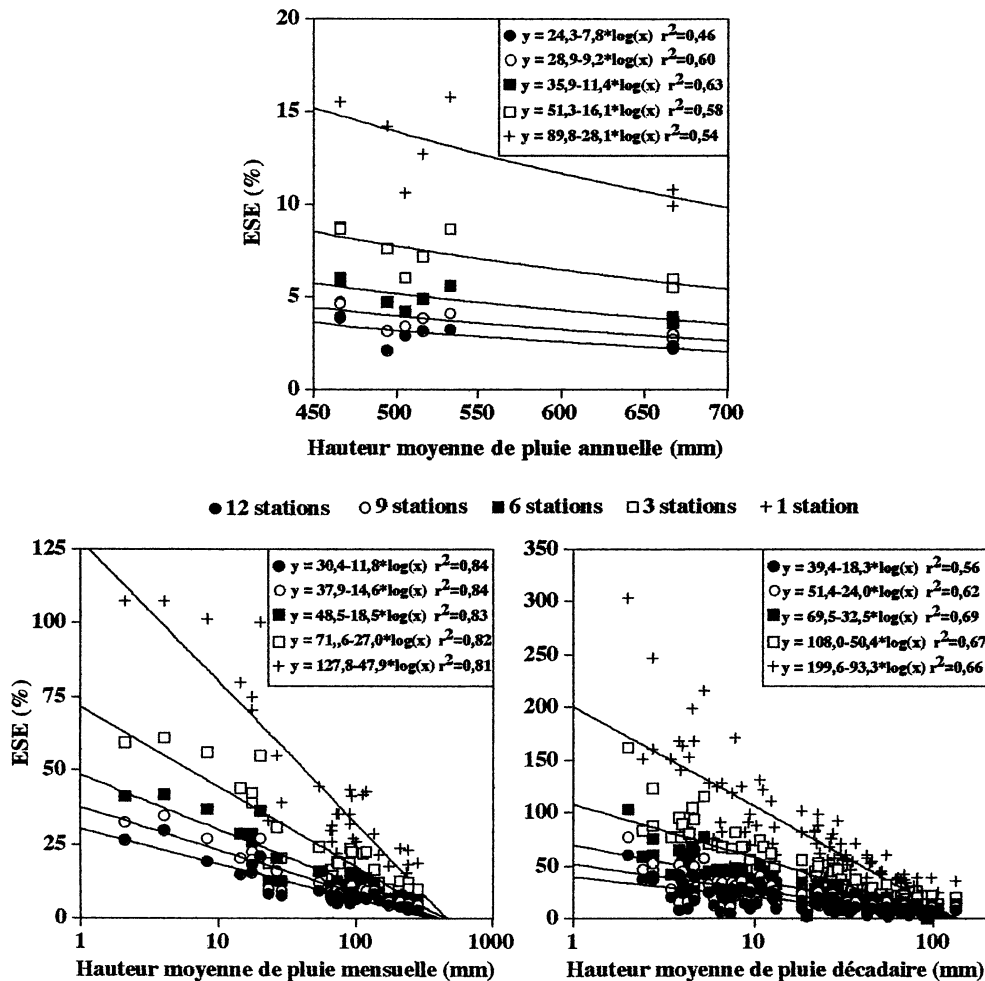 20
15
10
5
0
ESE (%)
y = 24,3-7,8*log(x) r2=0,46
y = 28,9-9,2*log(x) r2=0,60
y = 35,9-11,4*log(x) r2=0,63
y = 51,3-16,1*log(x) r2=0,58
y = 89,8-28,1*log(x) r2=0,54
450 500 550 600 650 700
Hauteur moyenne de pluie annuelle (mm)
12 stations 9 stations 6 stations 3 stations 1 station
125
100
75
50
25
0
ESE (%)
y = 30,4-11,8*log(x) r2=0,84
y = 37,9-14,6*log(x) r2=0,84
y = 48,5-18,5*log(x) r2=0,83
y = 71,,6-27,0*log(x) r2=0,82
y = 127,8-47,9*log(x) r2=0,81
1 10 100 1000
Hauteur moyenne de pluie mensuelle (mm)
350
300
250
200
150
100
50
0
y = 39,4-18,3*log(x) r2=0,56
y = 51,4-24,0*log(x) r2=0,62
y = 69,5-32,5*log(x) r2=0,69
y = 108,0-50,4*log(x) r2=0,67
y = 199,6-93,3*log(x) r2=0,66
1 10 100
Hauteur moyenne de pluie décadaire (mm)